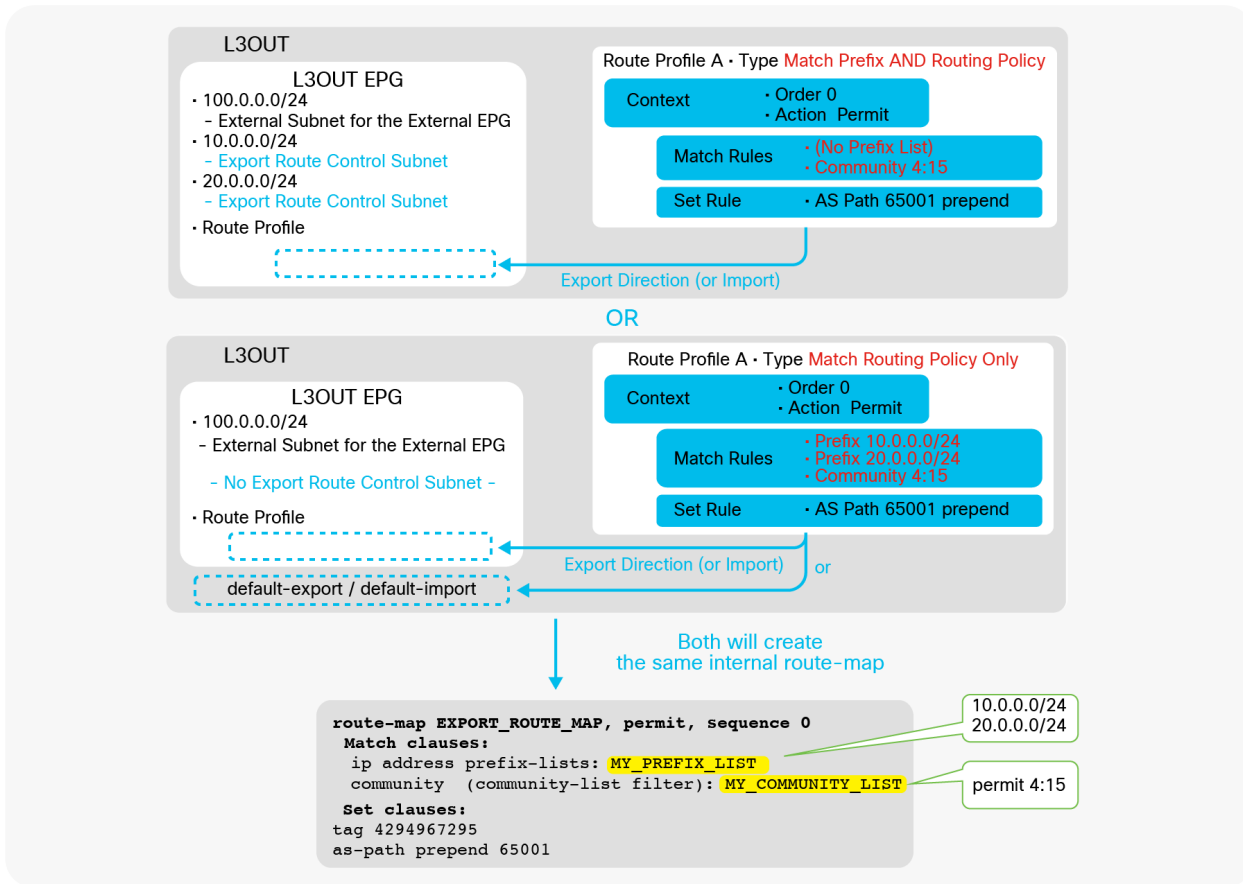 L3OUT
L3OUT EPG
· 100.0.0.0/24
- External Subnet for the External EPG
· 10.0.0.0/24
- Export Route Control Subnet
· 20.0.0.0/24
- Export Route Control Subnet
· Route Profile
Route Profile A · Type Match Prefix AND Routing Policy
Context
· Order 0
· Action Permit
Match Rules
· (No Prefix List)
· Community 4:15
Set Rule
· AS Path 65001 prepend
Export Direction (or Import)
OR
L3OUT
L3OUT EPG
· 100.0.0.0/24
- External Subnet for the External EPG
- No Export Route Control Subnet -
· Route Profile
Route Profile A · Type Match Routing Policy Only
Context
· Order 0
· Action Permit
Match Rules
· Prefix 10.0.0.0/24
· Prefix 20.0.0.0/24
· Community 4:15
Set Rule
· AS Path 65001 prepend
Export Direction (or Import)
or
default-export / default-import
Both will create
the same internal route-map
route-map EXPORT_ROUTE_MAP, permit, sequence 0
Match clauses:
ip address prefix-lists: MY_PREFIX_LIST
community (community-list filter): MY_COMMUNITY_LIST
Set clauses:
tag 4294967295
as-path prepend 65001
10.0.0.0/24
20.0.0.0/24
permit 4:15